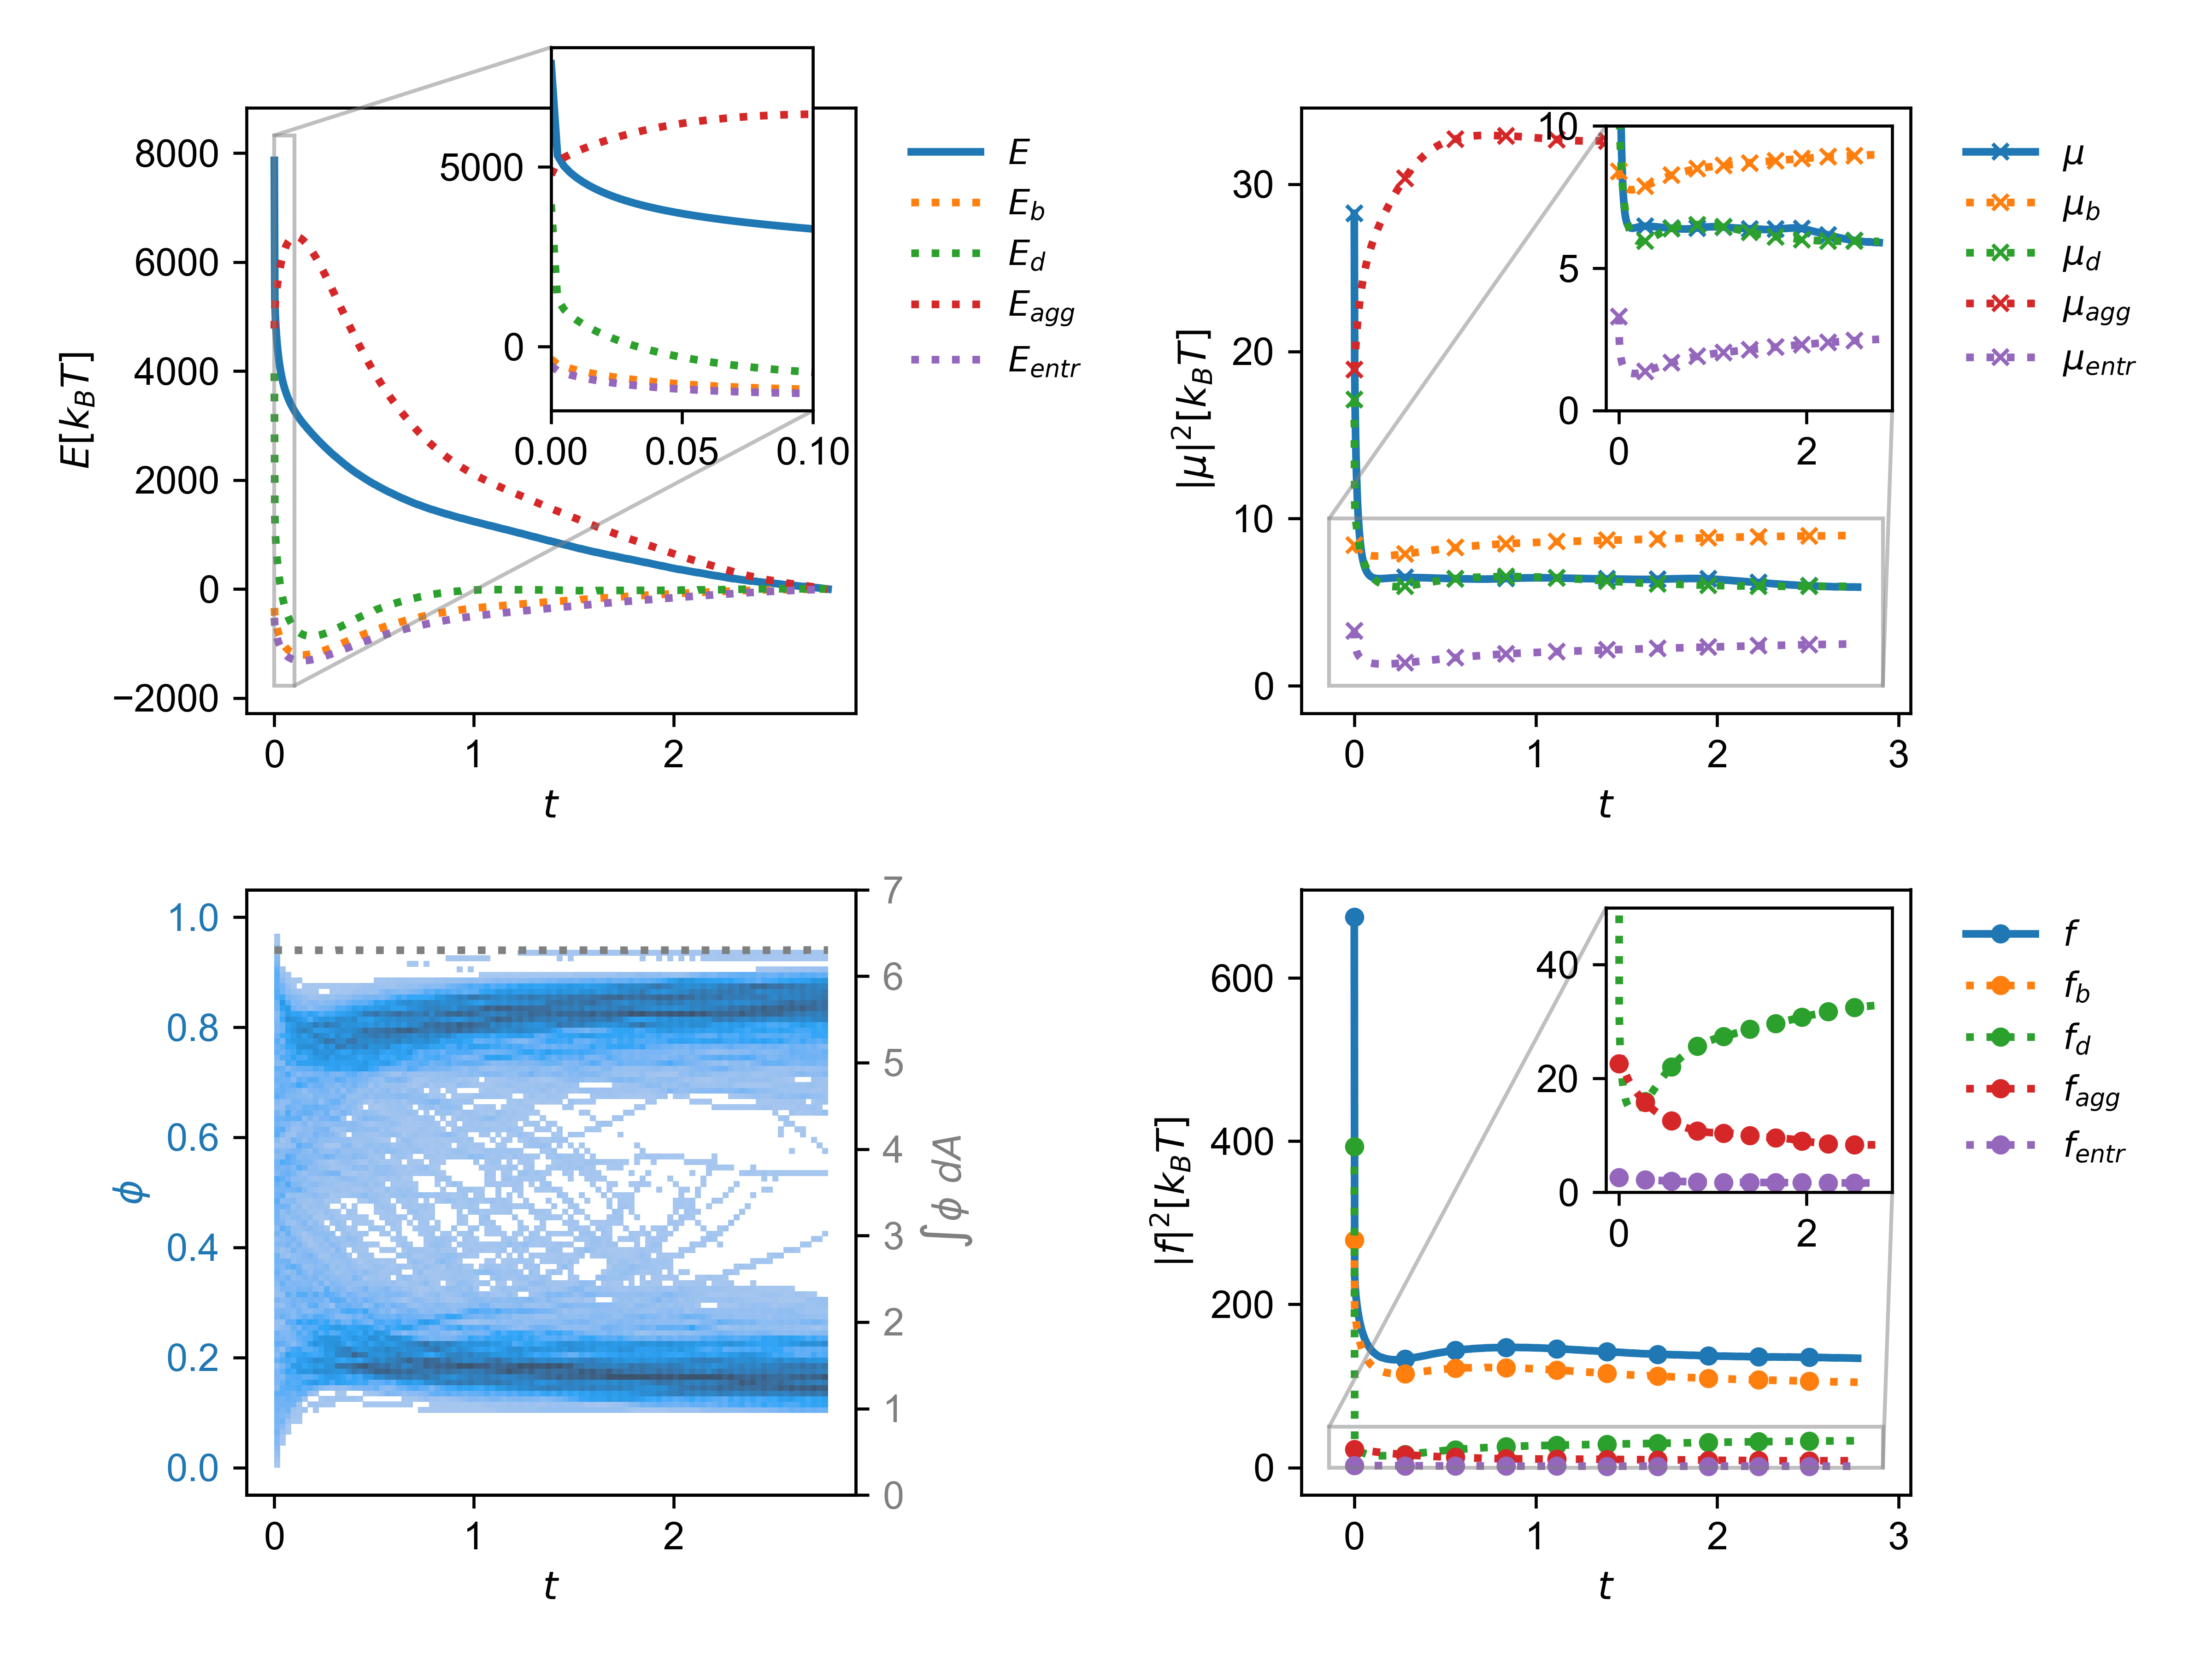 8000
6000
4000
2000
0
−2000
E[k_BT]
0
1
2
t
5000
0
0.00
0.05
0.10
E
E_b
E_d
E_agg
E_entr
30
20
10
0
|μ|²[k_BT]
0
1
2
3
t
10
5
0
0
2
μ
μ_b
μ_d
μ_agg
μ_entr
1.0
0.8
0.6
0.4
0.2
0.0
ϕ
0
1
2
t
7
6
5
4
3
2
1
0
∫ ϕ dA
600
400
200
0
|f|²[k_BT]
0
1
2
3
t
40
20
0
0
2
f
f_b
f_d
f_agg
f_entr